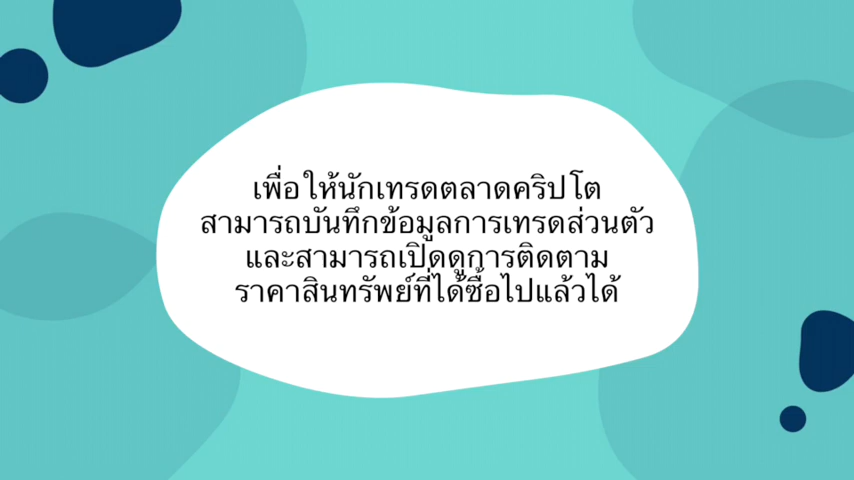 เพื่อให้นักเทรดตลาดคริปโต
สามารถบันทึกข้อมูลการเทรดส่วนตัว
และสามารถเปิดดูการติดตาม
ราคาสินทรัพย์ที่ได้ซื้อไปแล้วได้